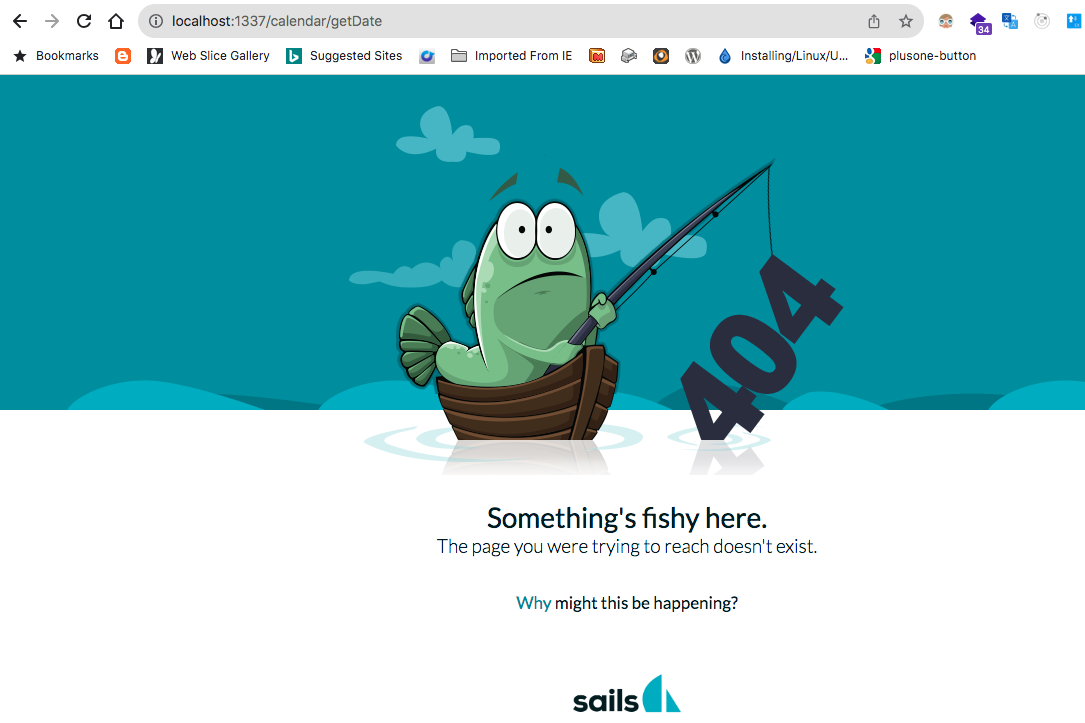 localhost:1337/calendar/getDate
34
Bookmarks Web Slice Gallery Suggested Sites Imported From IE Installing/Linux/U... plusone-button
404
Something's fishy here.
The page you were trying to reach doesn't exist.
Why might this be happening?
sails